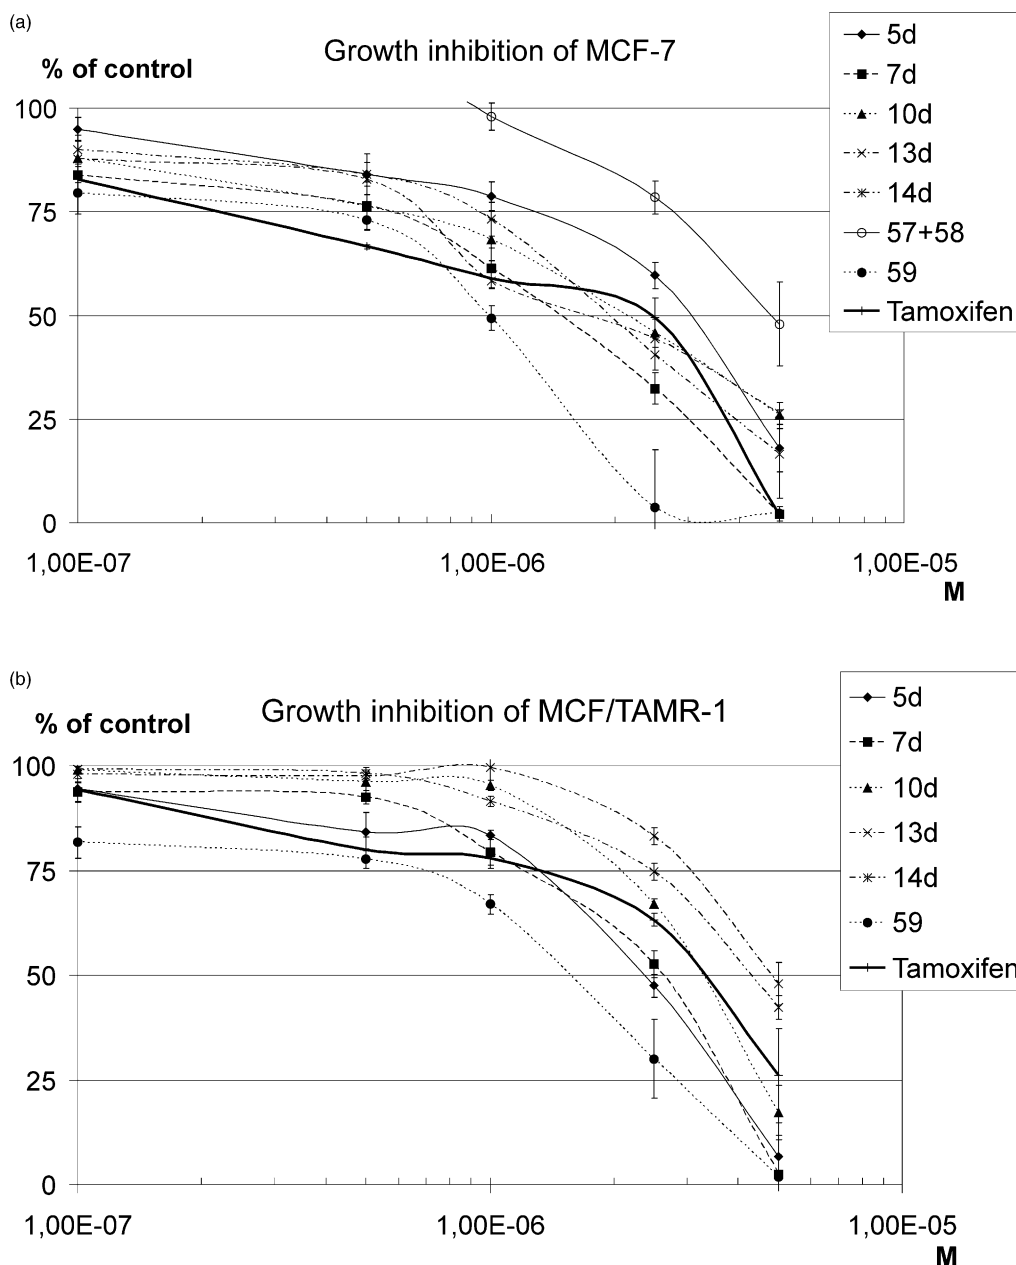 (a)
Growth inhibition of MCF-7
% of control
100
75
50
25
0
1,00E-07
1,00E-06
1,00E-05
M
5d
7d
10d
13d
14d
57+58
59
Tamoxifen
(b)
Growth inhibition of MCF/TAMR-1
% of control
100
75
50
25
0
1,00E-07
1,00E-06
1,00E-05
M
5d
7d
10d
13d
14d
59
Tamoxifen